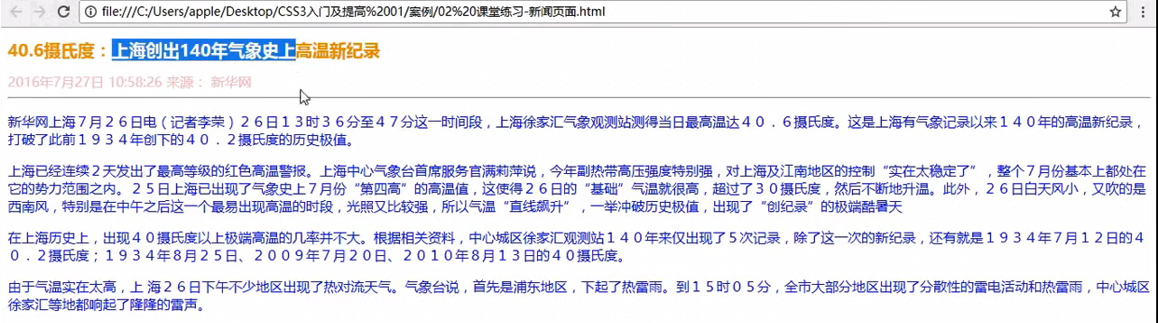 file:///C:/Users/apple/Desktop/CSS3入门及提高%2001/案例/02%20课堂练习-新闻页面.html
40.6摄氏度：上海创出140年气象史上高温新纪录
2016年7月27日 10:58:26 来源： 新华网
新华网上海７月２６日电（记者李荣）２６日１３时３６分至４７分这一时间段，上海徐家汇气象观测站测得当日最高温达４０．６摄氏度。这是上海有气象记录以来１４０年的高温新纪录，
打破了此前１９３４年创下的４０．２摄氏度的历史极值。
上海已经连续２天发出了最高等级的红色高温警报。上海中心气象台首席服务官满莉萍说，今年副热带高压强度特别强，对上海及江南地区的控制“实在太稳定了”，整个７月份基本上都处在
它的势力范围之内。２５日上海已出现了气象史上７月份“第四高”的高温值，这使得２６日的“基础”气温就很高，超过了３０摄氏度，然后不断地升温。此外，２６日白天风小，又吹的是
西南风，特别是在中午之后这一个最易出现高温的时段，光照又比较强，所以气温“直线飙升”，一举冲破历史极值，出现了“创纪录”的极端酷暑天
在上海历史上，出现４０摄氏度以上极端高温的几率并不大。根据相关资料，中心城区徐家汇观测站１４０年来仅出现了５次记录，除了这一次的新纪录，还有就是１９３４年７月１２日的４
０．２摄氏度；１９３４年８月２５日、２００９年７月２０日、２０１０年８月１３日的４０摄氏度。
由于气温实在太高，上 海２６日下午不少地区出现了热对流天气。气象台说，首先是浦东地区，下起了热雷雨。到１５时０５分，全市大部分地区出现了分散性的雷电活动和热雷雨，中心城区
徐家汇等地都响起了隆隆的雷声。